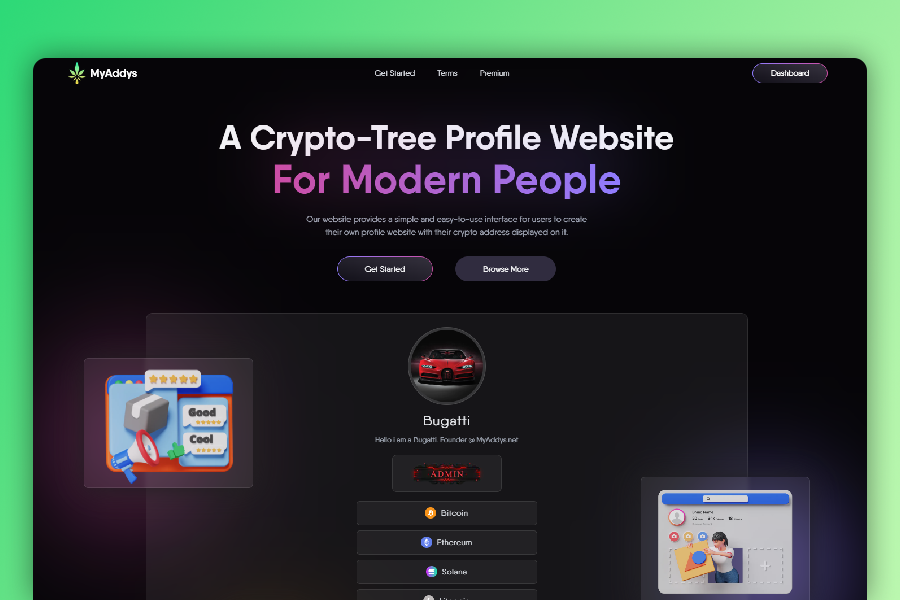 MyAddys
Get Started
Terms
Premium
Dashboard
A Crypto-Tree Profile Website
For Modern People
Our website provides a simple and easy-to-use interface for users to create
their own profile website with their crypto address displayed on it.
Get Started
Browse More
Good
Cool
Bugatti
Hello I am a Bugatti. Founder @ MyAddys.net
ADMIN
Bitcoin
Ethereum
Solana